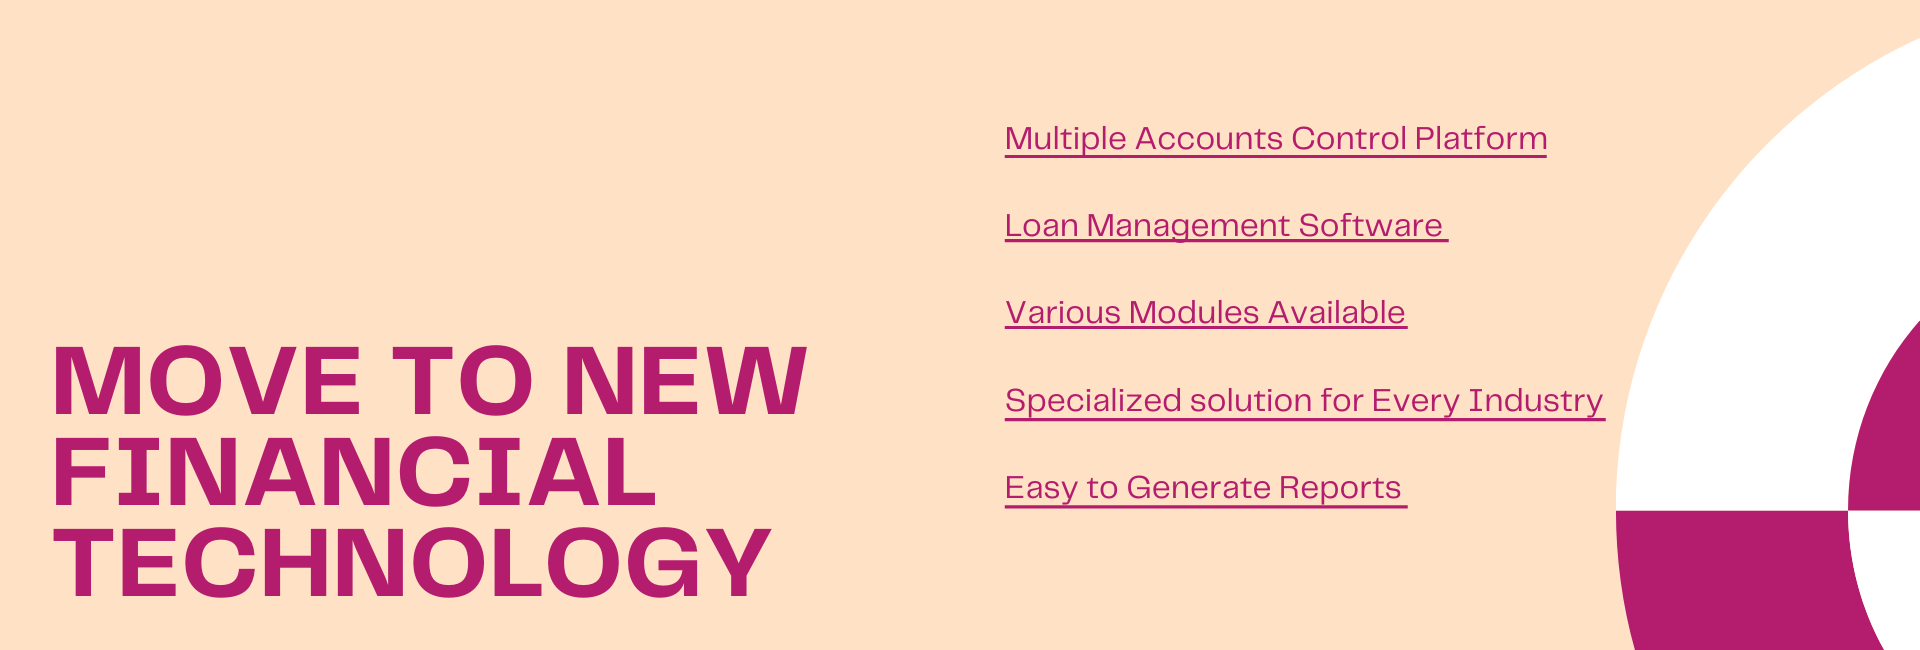 MOVE TO NEW
FINANCIAL
TECHNOLOGY
Multiple Accounts Control Platform
Loan Management Software
Various Modules Available
Specialized solution for Every Industry
Easy to Generate Reports